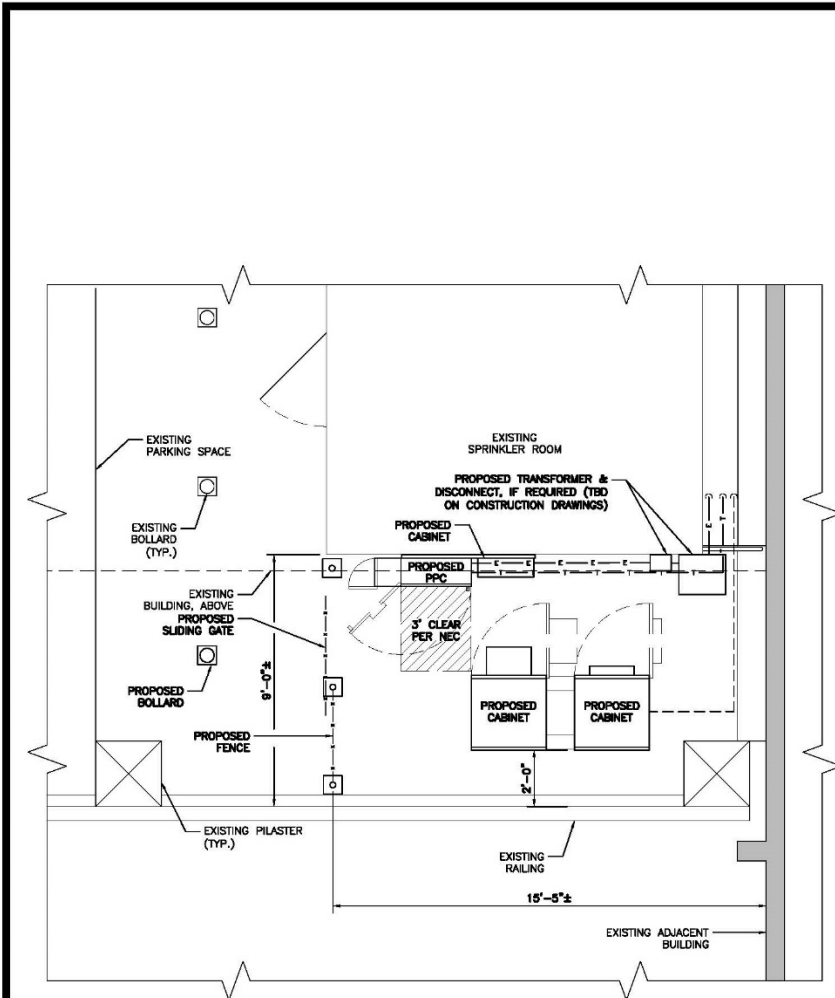 EXISTING
PARKING SPACE
EXISTING
SPRINKLER ROOM
PROPOSED TRANSFORMER &
DISCONNECT, IF REQUIRED (TBD
ON CONSTRUCTION DRAWINGS)
EXISTING
BOLLARD
(TYP.)
PROPOSED
CABINET
E
T
E
E
E
E
E
T
T
T
T
T
PROPOSED
PPC
EXISTING
BUILDING, ABOVE
PROPOSED
SLIDING GATE
3' CLEAR
PER NEC
9'-0"±
PROPOSED
BOLLARD
PROPOSED
CABINET
PROPOSED
CABINET
PROPOSED
FENCE
2'-0"
EXISTING PILASTER
(TYP.)
EXISTING
RAILING
15'-5"±
EXISTING ADJACENT
BUILDING